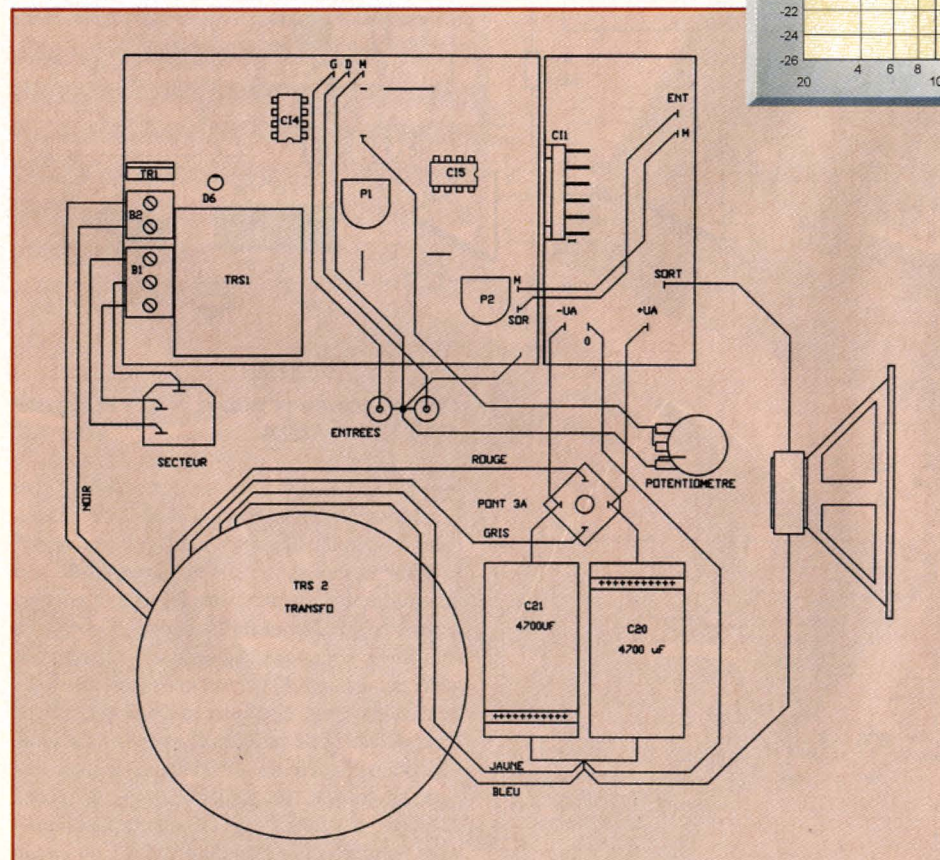 -22
-24
-26
20 4 6 8 10
G D M
CI4
ENT
M
CI1
CI5
TR1
D6
P1
B2
B1
TRS1
M
P2
SOR
SORT
-UA
0
+UA
ENTREES
SECTEUR
ROUGE
POTENTIOMETRE
PONT 3A
NOIR
GRIS
TRS 2
TRANSFO
C21
4700UF
C20
4700 uF
JAUNE
BLEU